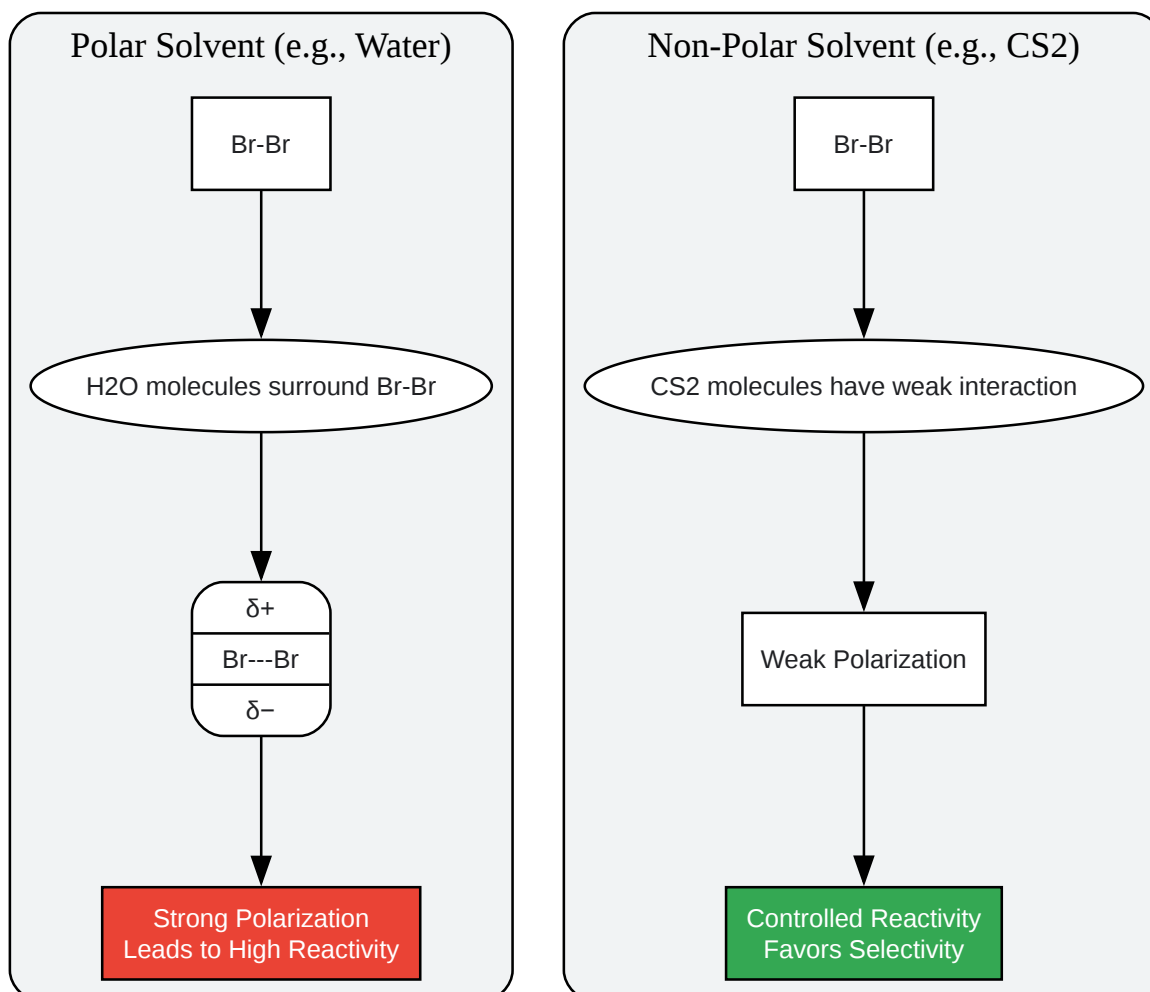 Polar Solvent (e.g., Water)
Br-Br
H2O molecules surround Br-Br
δ+
Br---Br
δ−
Strong Polarization
Leads to High Reactivity
Non-Polar Solvent (e.g., CS2)
Br-Br
CS2 molecules have weak interaction
Weak Polarization
Controlled Reactivity
Favors Selectivity